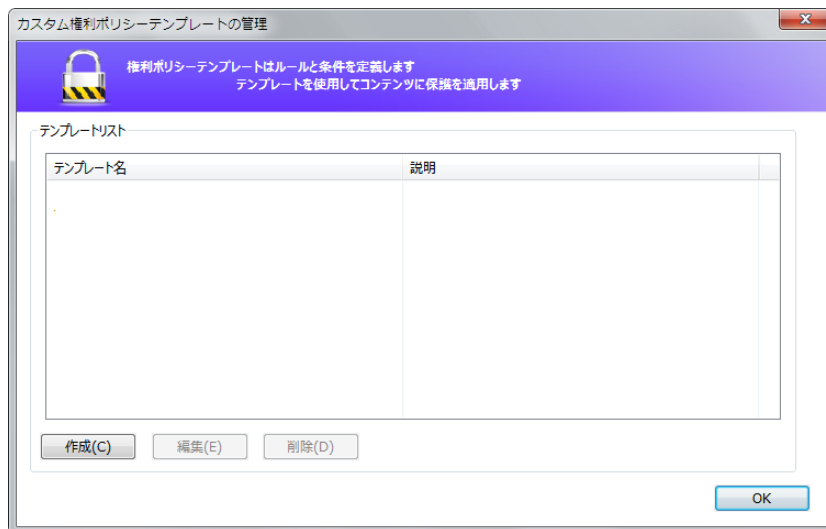 カスタム権利ポリシーテンプレートの管理
権利ポリシーテンプレートはルールと条件を定義します
テンプレートを使用してコンテンツに保護を適用します
テンプレートリスト
テンプレート名 説明
作成(C) 編集(E) 削除(D)
OK